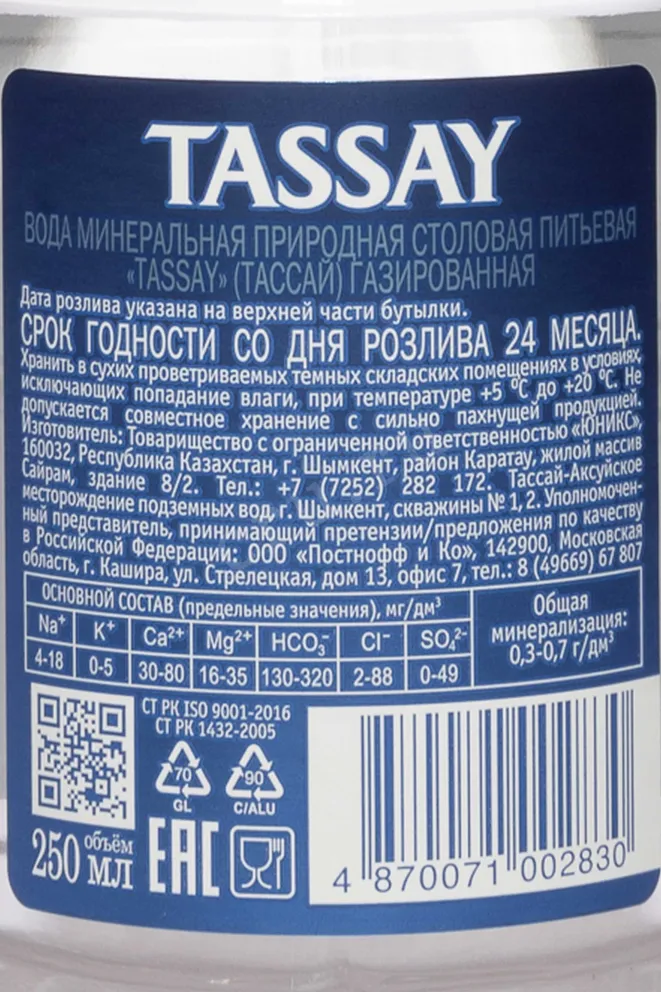 TASSAY
ВОДА МИНЕРАЛЬНАЯ ПРИРОДНАЯ СТОЛОВАЯ ПИТЬЕВАЯ
«TASSAY» (ТАССАЙ) ГАЗИРОВАННАЯ
Дата розлива указана на верхней части бутылки.
СРОК ГОДНОСТИ СО ДНЯ РОЗЛИВА 24 МЕСЯЦА.
Хранить в сухих проветриваемых темных складских помещениях в условиях,
исключающих попадание влаги, при температуре +5 °С до +20 °С. Не
допускается совместное хранение с сильно пахнущей продукцией.
Изготовитель: Товарищество с ограниченной ответственностью «ЮНИКС»,
160032, Республика Казахстан, г. Шымкент, район Каратау, жилой массив
Сайрам, здание 8/2. Тел.: +7 (7252) 282 172. Тассай-Аксуйское
месторождение подземных вод, г. Шымкент, скважины № 1, 2. Уполномочен-
ный представитель, принимающий претензии/предложения по качеству
в Российской Федерации: ООО «Постнофф и Ко», 142900, Московская
область, г. Кашира, ул. Стрелецкая, дом 13, офис 7, тел.: 8 (49669) 67 807
ОСНОВНОЙ СОСТАВ (предельные значения), мг/дм³
Na⁺ K⁺ Ca²⁺ Mg²⁺ HCO₃⁻ Cl⁻ SO₄²⁻
4-18 0-5 30-80 16-35 130-320 2-88 0-49
Общая
минерализация:
0,3-0,7 г/дм³
СТ РК ISO 9001-2016
СТ РК 1432-2005
70
GL
90
C/ALU
объём
250 мл
EAC
4 870071 002830